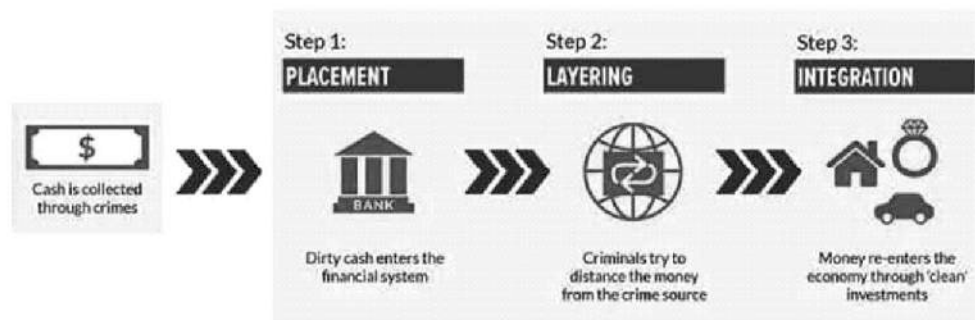 $
Cash is collected
through crimes
Step 1:
PLACEMENT
BANK
Dirty cash enters the
financial system
Step 2:
LAYERING
Criminals try to
distance the money
from the crime source
Step 3:
INTEGRATION
Money re-enters the
economy through 'clean'
investments